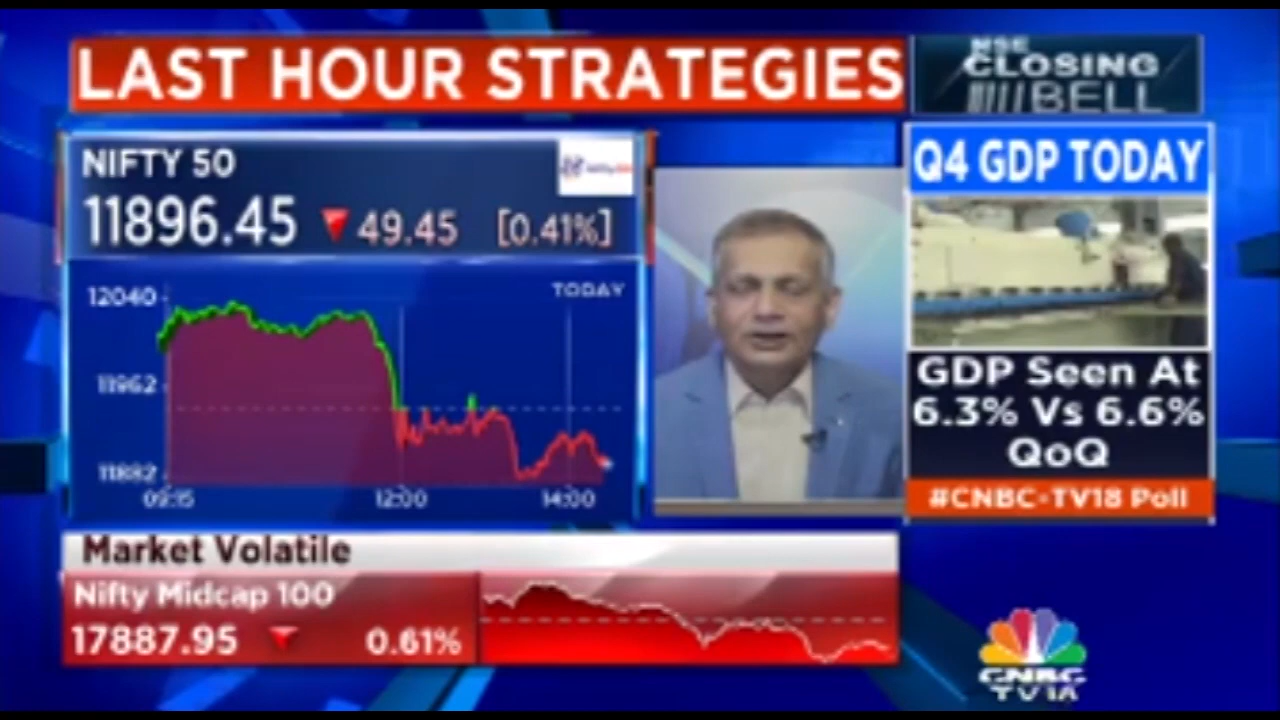 LAST HOUR STRATEGIES
NSE
CLOSING
BELL
NIFTY 50
11896.45 ▼ 49.45 [0.41%]
TODAY
12040
11962
11882
09:15 12:00 14:00
Q4 GDP TODAY
GDP Seen At
6.3% Vs 6.6%
QoQ
#CNBC-TV18 Poll
Market Volatile
Nifty Midcap 100
17887.95 ▼ 0.61%
CNBC
TV18